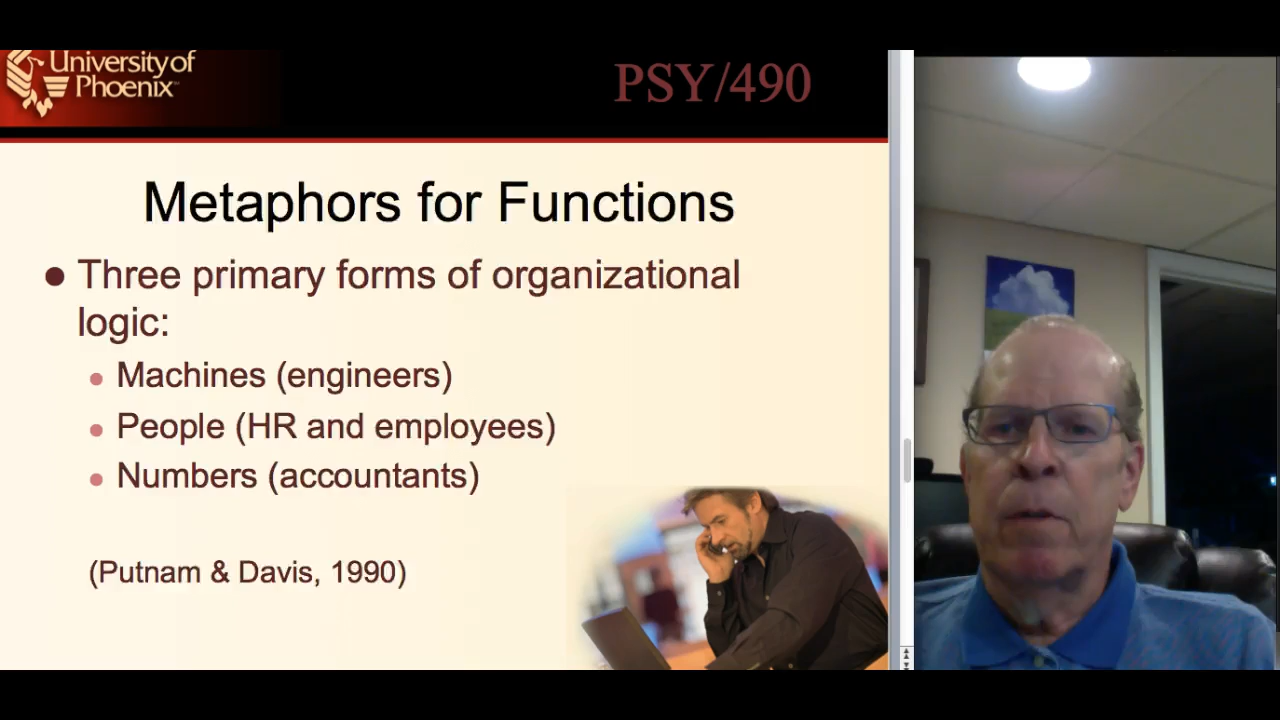 University of
Phoenix
PSY/490
Metaphors for Functions
Three primary forms of organizational
logic:
Machines (engineers)
People (HR and employees)
Numbers (accountants)
(Putnam & Davis, 1990)